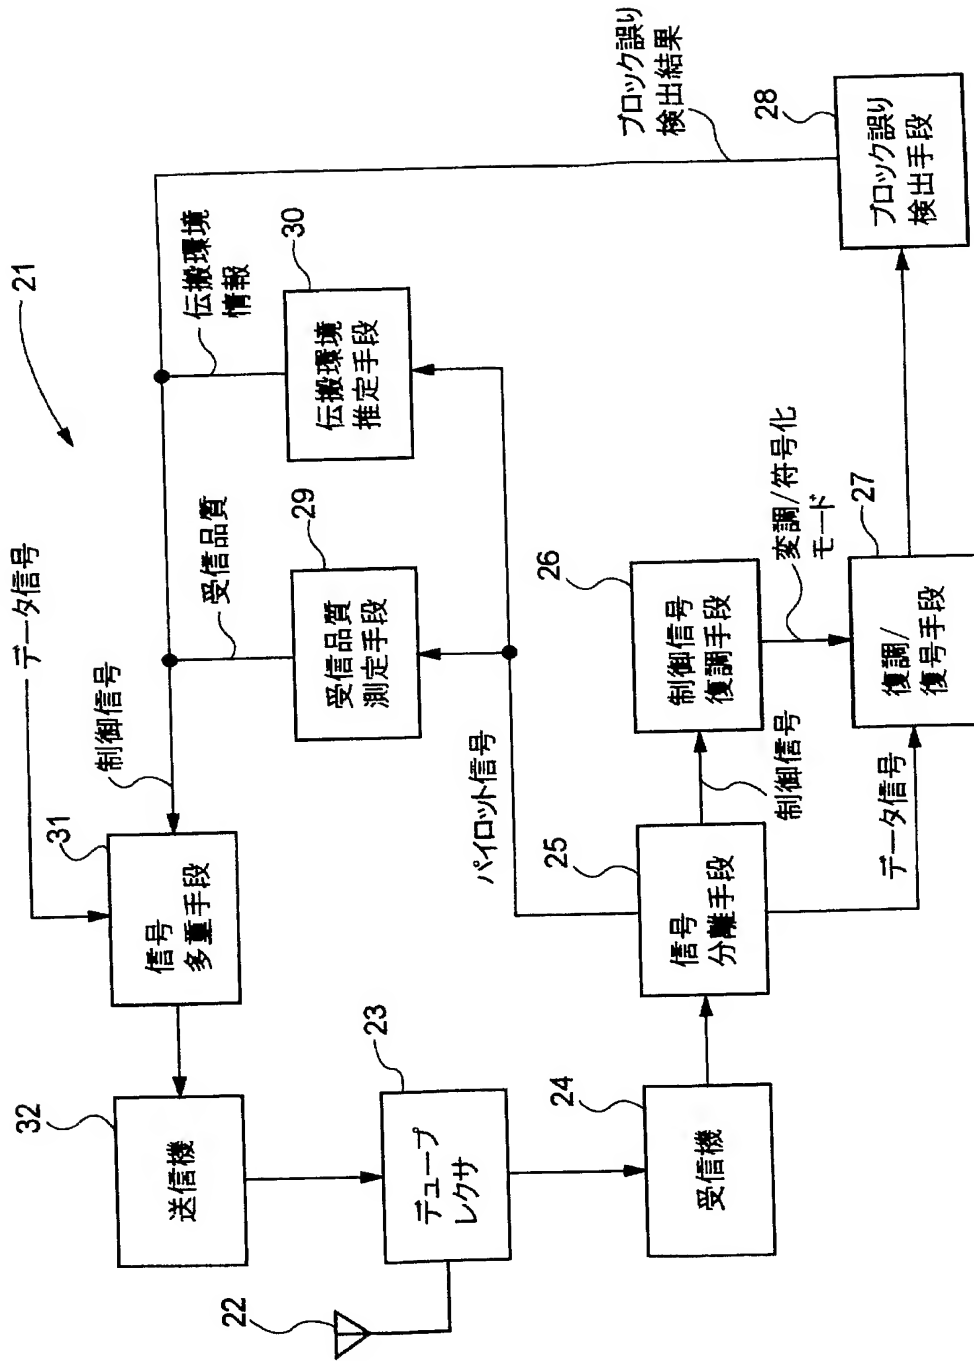 21
データ信号
制御信号
受信品質
伝搬環境
情報
ブロック誤り
検出結果
32
送信機
31
信号
多重手段
29
受信品質
測定手段
30
伝搬環境
推定手段
22
23
デュープ
レクサ
パイロット信号
24
受信機
25
信号
分離手段
制御信号
26
制御信号
復調手段
変調/符号化
モード
データ信号
27
復調/
復号手段
28
ブロック誤り
検出手段